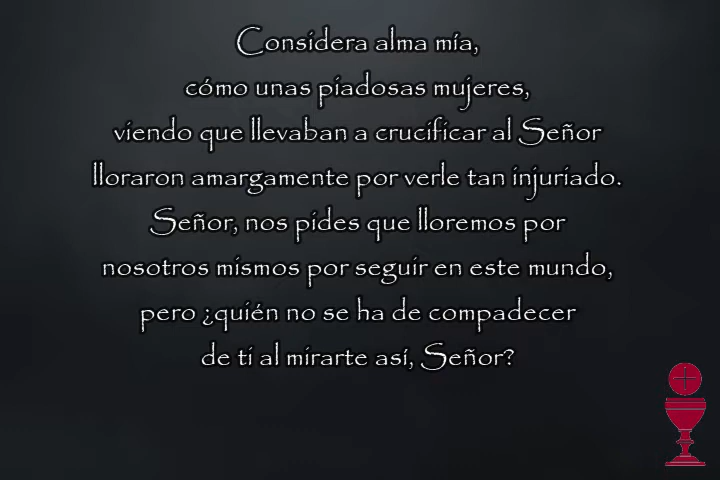 Considera alma mía,
cómo unas piadosas mujeres,
viendo que llevaban a crucificar al Señor
lloraron amargamente por verle tan injuriado.
Señor, nos pides que lloremos por
nosotros mismos por seguir en este mundo,
pero ¿quién no se ha de compadecer
de ti al mirarte así, Señor?